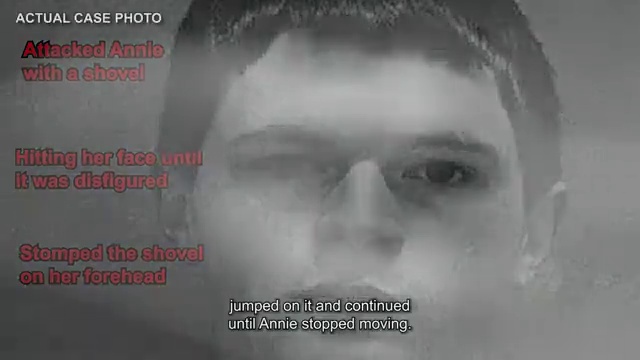 ACTUAL CASE PHOTO
Attacked Annie
with a shovel
Hitting her face until
it was disfigured
Stomped the shovel
on her forehead
jumped on it and continued
until Annie stopped moving.